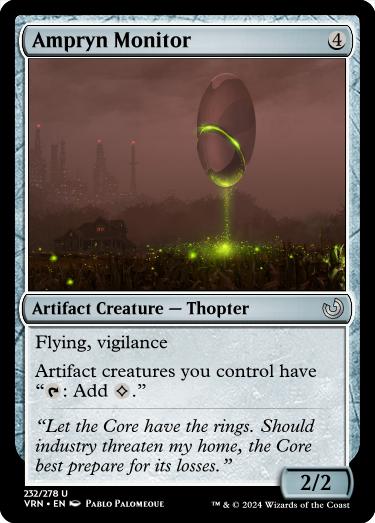 Ampryn Monitor 4
Artifact Creature — Thopter
Flying, vigilance
Artifact creatures you control have
“: Add .”
“Let the Core have the rings. Should
industry threaten my home, the Core
best prepare for its losses.”
2/2
232/278 U
VRN • EN Pablo Palomeque ™ & © 2024 Wizards of the Coast